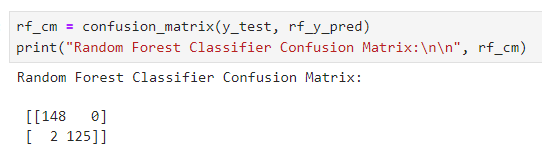 rf_cm = confusion_matrix(y_test, rf_y_pred)
print("Random Forest Classifier Confusion Matrix:\n\n", rf_cm)
Random Forest Classifier Confusion Matrix:
[[148   0]
[  2 125]]